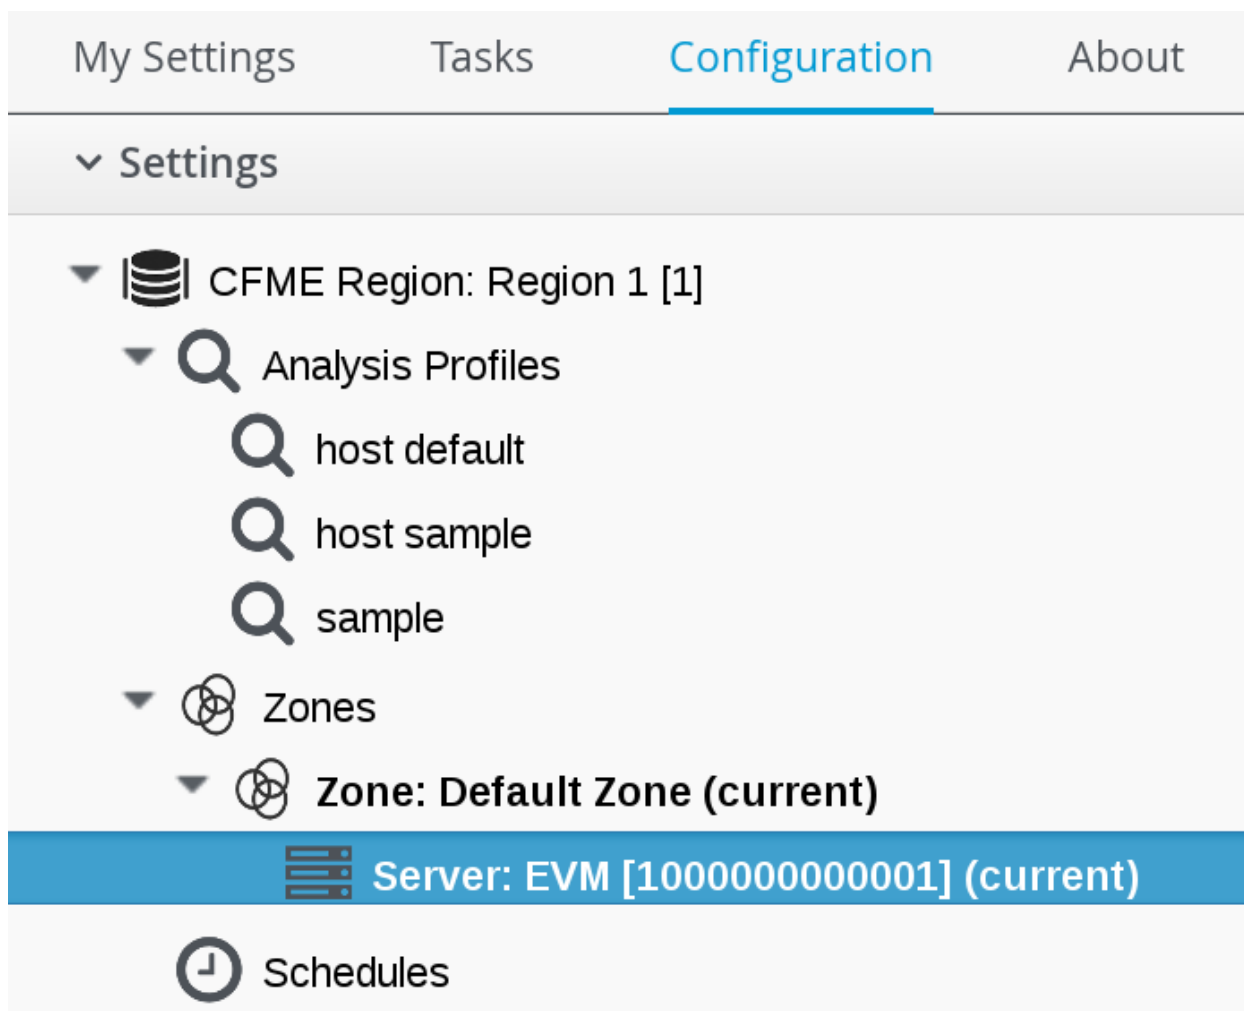 My Settings Tasks Configuration About
Settings
CFME Region: Region 1 [1]
Analysis Profiles
host default
host sample
sample
Zones
Zone: Default Zone (current)
Server: EVM [1000000000001] (current)
Schedules